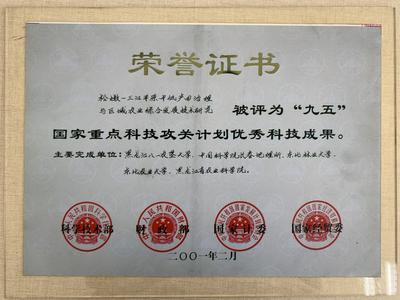 荣誉证书
松嫩—三江平原中低产田治理
与区域农业综合发展技术研究 被评为“九五”
国家重点科技攻关计划优秀科技成果。
主要完成单位：黑龙江八一农垦大学、中国科学院长春地理所、东北林业大学、
东北农业大学、黑龙江省农业科学院。
科学技术部 财政部 国家计委 国家经贸委
二〇〇一年二月